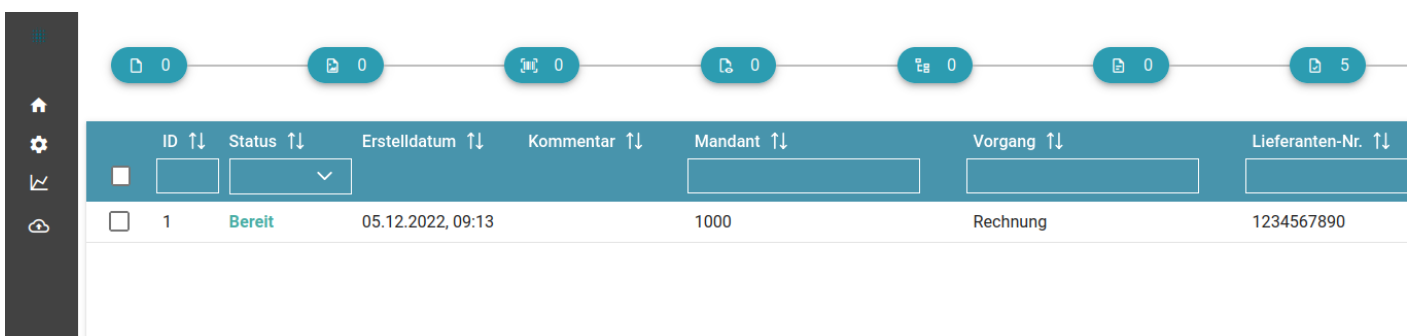 0 0 0 0 0 0 5
ID Status Erstelldatum Kommentar Mandant Vorgang Lieferanten-Nr.
1 Bereit 05.12.2022, 09:13 1000 Rechnung 1234567890